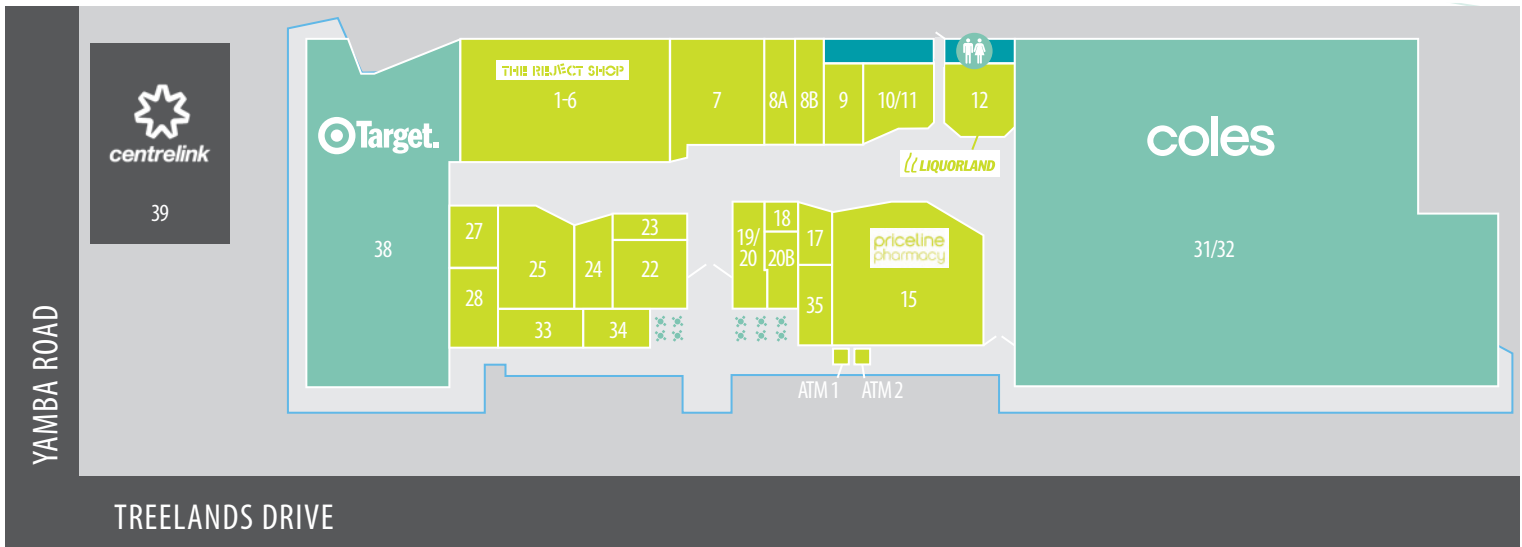 YAMBA ROAD
centrelink
39
Target.
38
THE REJECT SHOP
1-6
7
8A
8B
9
10/11
12
LIQUORLAND
coles
31/32
27
28
25
24
23
22
33
34
19/
20
18
20B
17
35
priceline
pharmacy
15
ATM 1
ATM 2
TREELANDS DRIVE